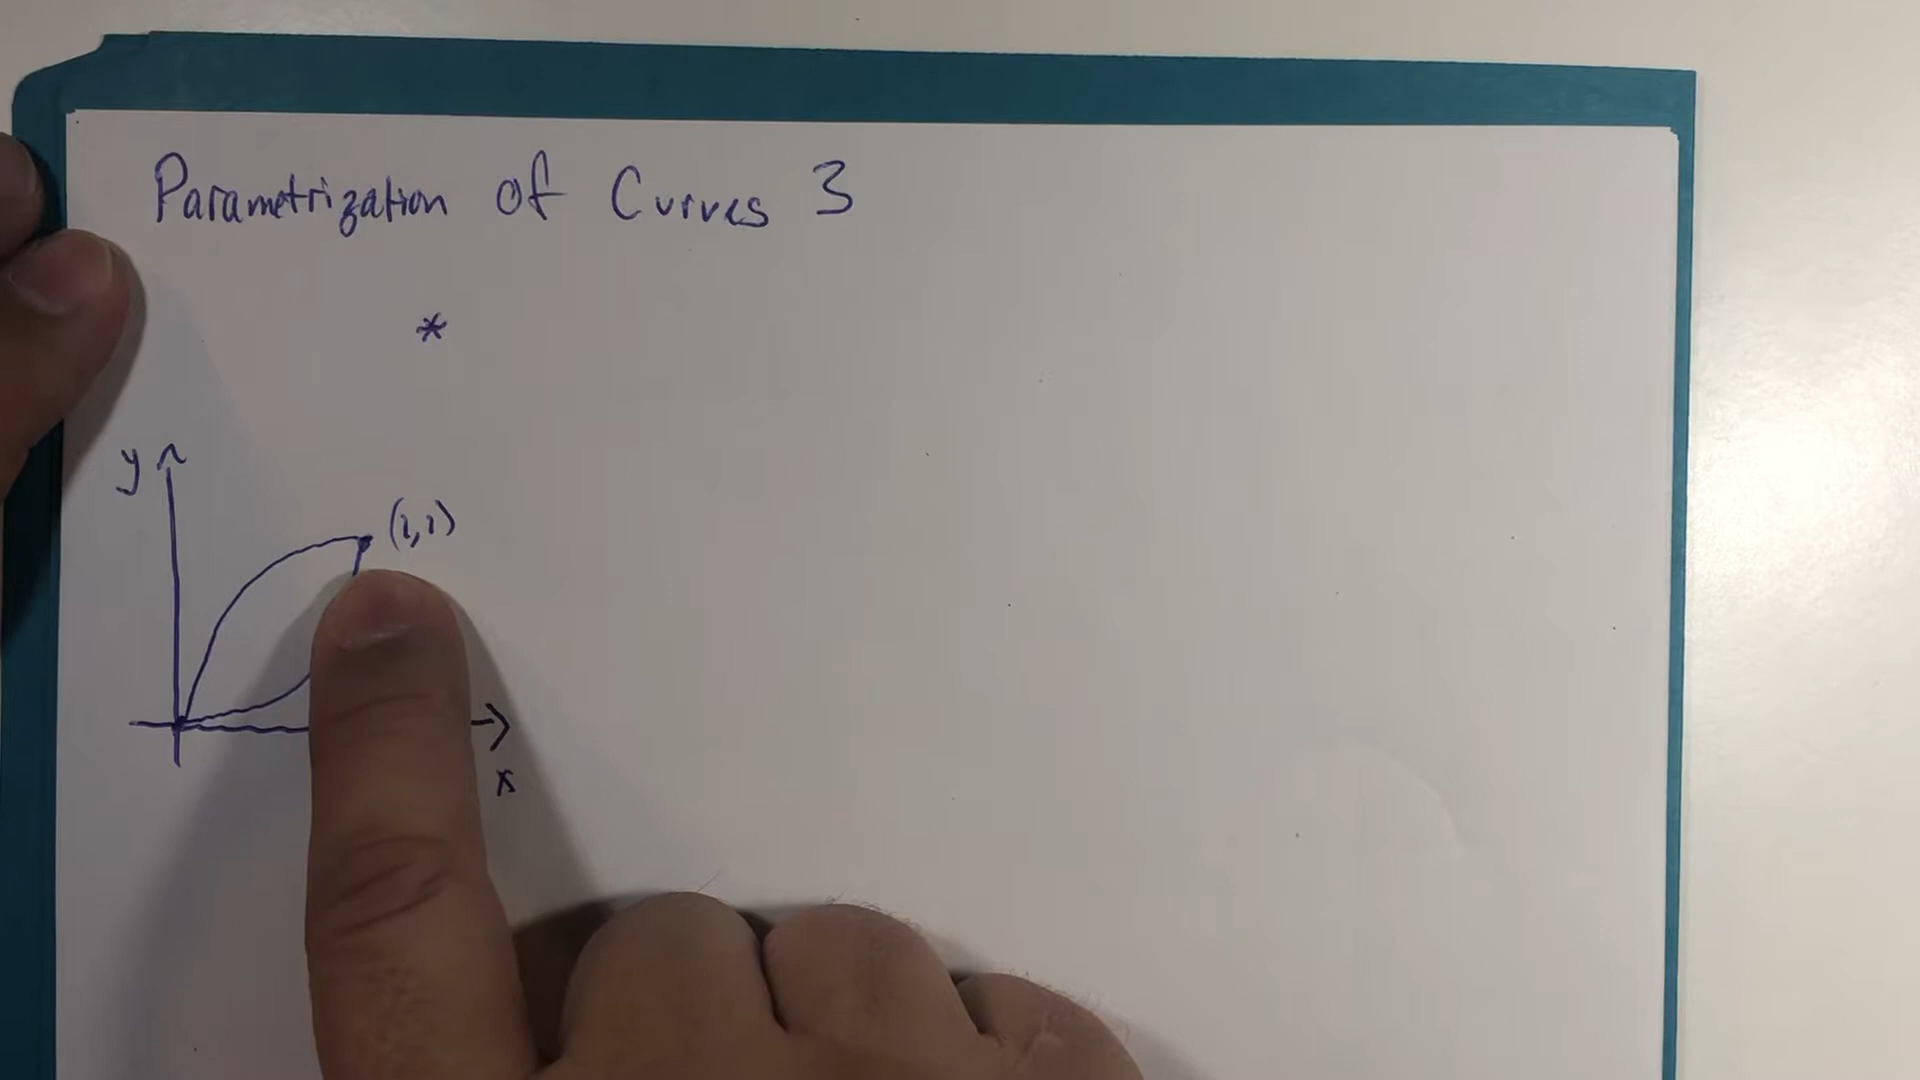 Parametrization of Curves 3
*
y
(1,1)
x